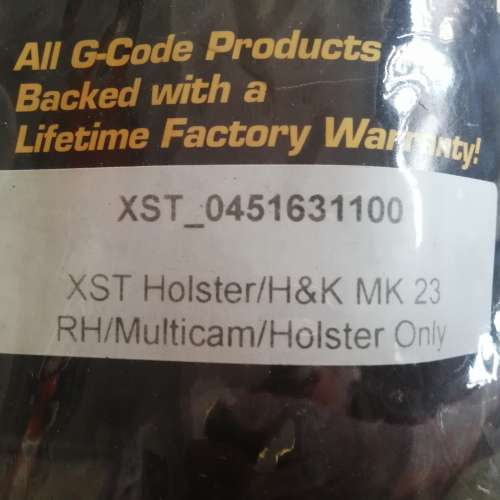 All G-Code Products
Backed with a
Lifetime Factory Warranty!
XST_0451631100
XST Holster/H&K MK 23
RH/Multicam/Holster Only